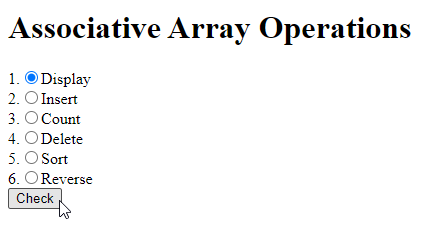 Associative Array Operations
1. Display
2. Insert
3. Count
4. Delete
5. Sort
6. Reverse
Check